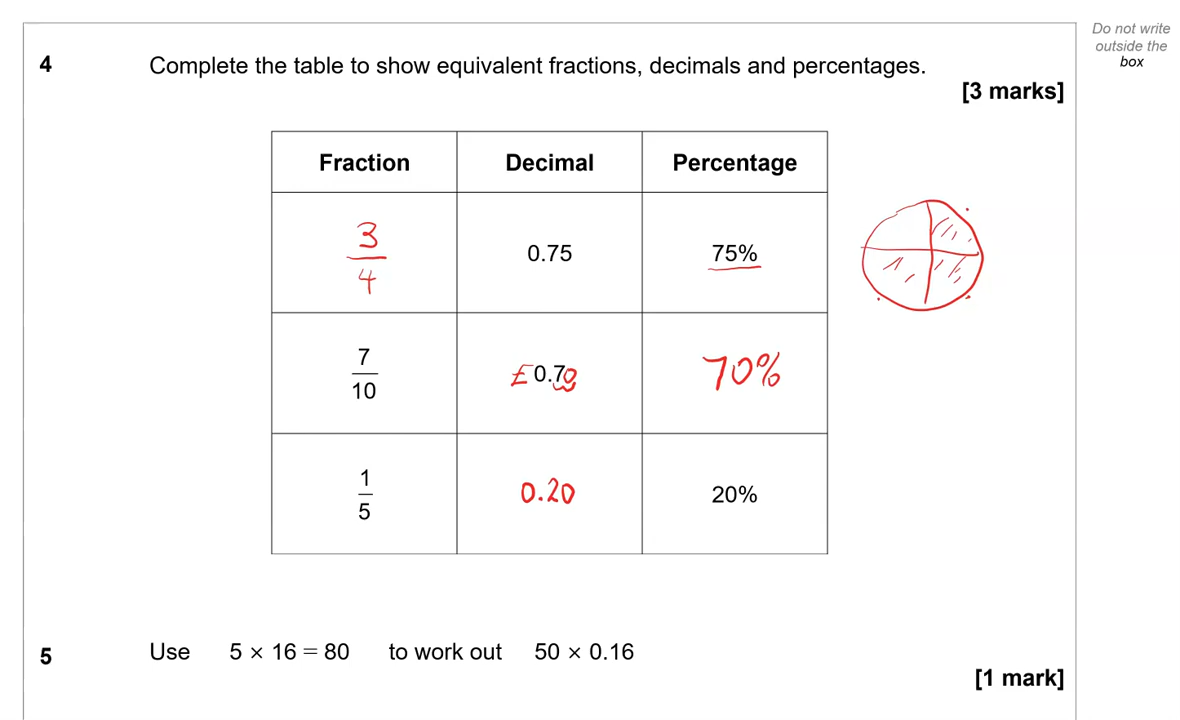 Do not write
outside the
box
4 Complete the table to show equivalent fractions, decimals and percentages.
[3 marks]
Fraction Decimal Percentage
3/4 0.75 75%
7/10 £0.70 70%
1/5 0.20 20%
5 Use 5 × 16 = 80 to work out 50 × 0.16
[1 mark]